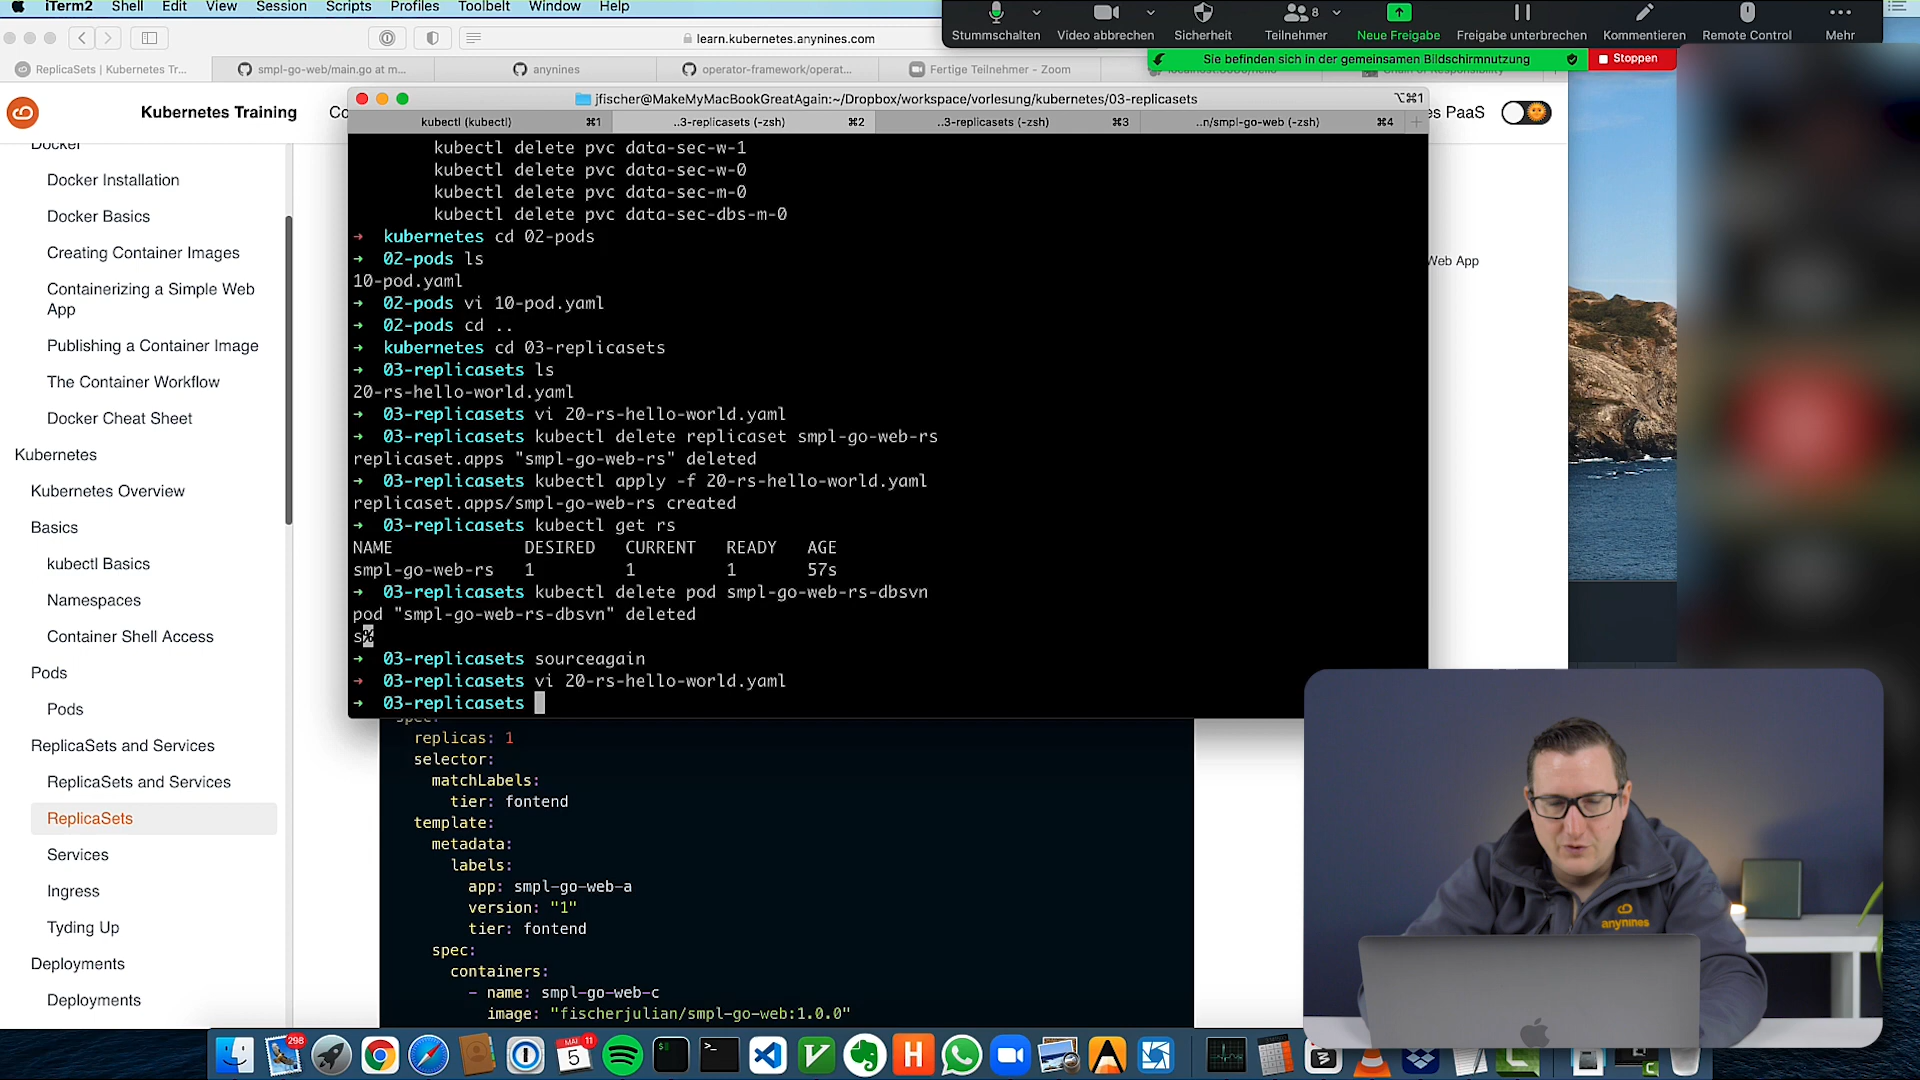 iTerm2 Shell Edit View Session Scripts Profiles Toolbelt Window Help
Stummschalten Video abbrechen Sicherheit Teilnehmer 8 Neue Freigabe Freigabe unterbrechen Kommentieren Remote Control Mehr
learn.kubernetes.anynines.com
Sie befinden sich in der gemeinsamen Bildschirmnutzung Stoppen
ReplicaSets | Kubernetes Tr... smpl-go-web/main.go at m... anynines operator-framework/operat... Fertige Teilnehmer - Zoom
Kubernetes Training Co
es PaaS
jfischer@MakeMyMacBookGreatAgain:~/Dropbox/workspace/vorlesung/kubernetes/03-replicasets ⌥⌘1
kubectl (kubectl) ⌘1 ..3-replicasets (-zsh) ⌘2 ..3-replicasets (-zsh) ⌘3 ..n/smpl-go-web (-zsh) ⌘4
Docker
Docker Installation
Docker Basics
Creating Container Images
Containerizing a Simple Web
App
Publishing a Container Image
The Container Workflow
Docker Cheat Sheet
Kubernetes
Kubernetes Overview
Basics
kubectl Basics
Namespaces
Container Shell Access
Pods
Pods
ReplicaSets and Services
ReplicaSets and Services
ReplicaSets
Services
Ingress
Tyding Up
Deployments
Deployments
kubectl delete pvc data-sec-w-1
kubectl delete pvc data-sec-w-0
kubectl delete pvc data-sec-m-0
kubectl delete pvc data-sec-dbs-m-0
➜ kubernetes cd 02-pods
➜ 02-pods ls
10-pod.yaml
➜ 02-pods vi 10-pod.yaml
➜ 02-pods cd ..
➜ kubernetes cd 03-replicasets
➜ 03-replicasets ls
20-rs-hello-world.yaml
➜ 03-replicasets vi 20-rs-hello-world.yaml
➜ 03-replicasets kubectl delete replicaset smpl-go-web-rs
replicaset.apps "smpl-go-web-rs" deleted
➜ 03-replicasets kubectl apply -f 20-rs-hello-world.yaml
replicaset.apps/smpl-go-web-rs created
➜ 03-replicasets kubectl get rs
NAME DESIRED CURRENT READY AGE
smpl-go-web-rs 1 1 1 57s
➜ 03-replicasets kubectl delete pod smpl-go-web-rs-dbsvn
pod "smpl-go-web-rs-dbsvn" deleted
s%
➜ 03-replicasets sourceagain
➜ 03-replicasets vi 20-rs-hello-world.yaml
➜ 03-replicasets
Web App
spec:
replicas: 1
selector:
matchLabels:
tier: fontend
template:
metadata:
labels:
app: smpl-go-web-a
version: "1"
tier: fontend
spec:
containers:
- name: smpl-go-web-c
image: "fischerjulian/smpl-go-web:1.0.0"
anynines
298
MAI
11
5